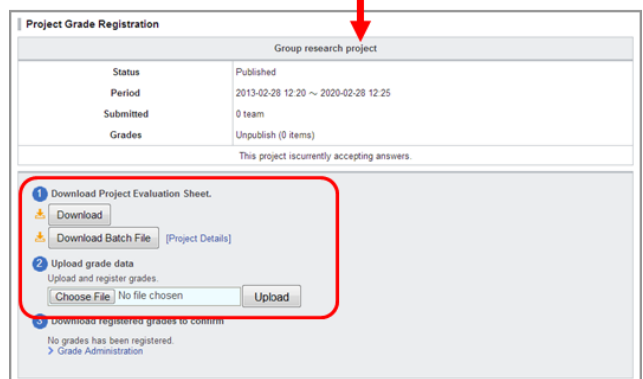 Project Grade Registration
Group research project
Status Published
Period 2013-02-28 12:20 ～ 2020-02-28 12:25
Submitted 0 team
Grades Unpublish (0 items)
This project iscurrently accepting answers.
1 Download Project Evaluation Sheet.
Download
Download Batch File [Project Details]
2 Upload grade data
Upload and register grades.
Choose File No file chosen Upload
3 Download registered grades to confirm
No grades has been registered.
> Grade Administration